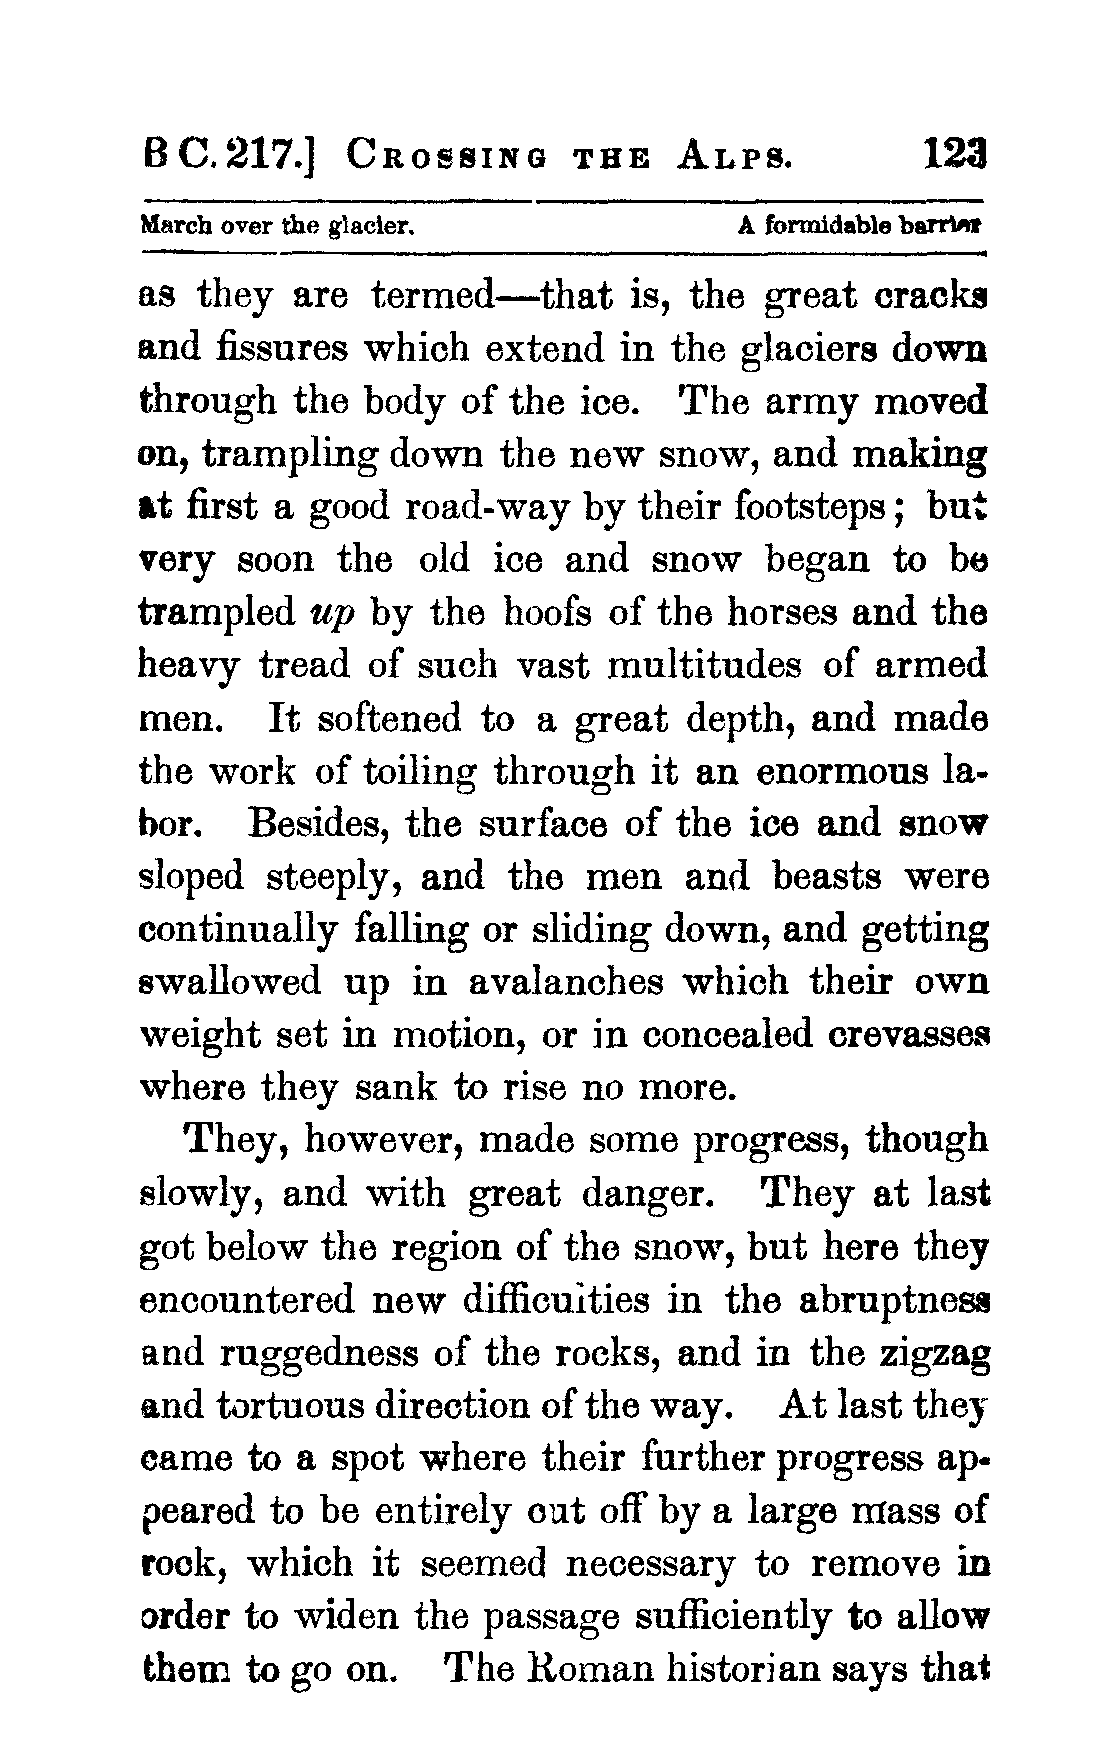 B C. 217.] CROSSING THE ALPS. 123
March over the glacier. A formidable barrier
as they are termed—that is, the great cracks
and fissures which extend in the glaciers down
through the body of the ice. The army moved
on, trampling down the new snow, and making
at first a good road-way by their footsteps; but
very soon the old ice and snow began to be
trampled up by the hoofs of the horses and the
heavy tread of such vast multitudes of armed
men. It softened to a great depth, and made
the work of toiling through it an enormous la-
bor. Besides, the surface of the ice and snow
sloped steeply, and the men and beasts were
continually falling or sliding down, and getting
swallowed up in avalanches which their own
weight set in motion, or in concealed crevasses
where they sank to rise no more.
They, however, made some progress, though
slowly, and with great danger. They at last
got below the region of the snow, but here they
encountered new difficulties in the abruptness
and ruggedness of the rocks, and in the zigzag
and tortuous direction of the way. At last they
came to a spot where their further progress ap-
peared to be entirely cut off by a large mass of
rock, which it seemed necessary to remove in
order to widen the passage sufficiently to allow
them to go on. The Roman historian says that